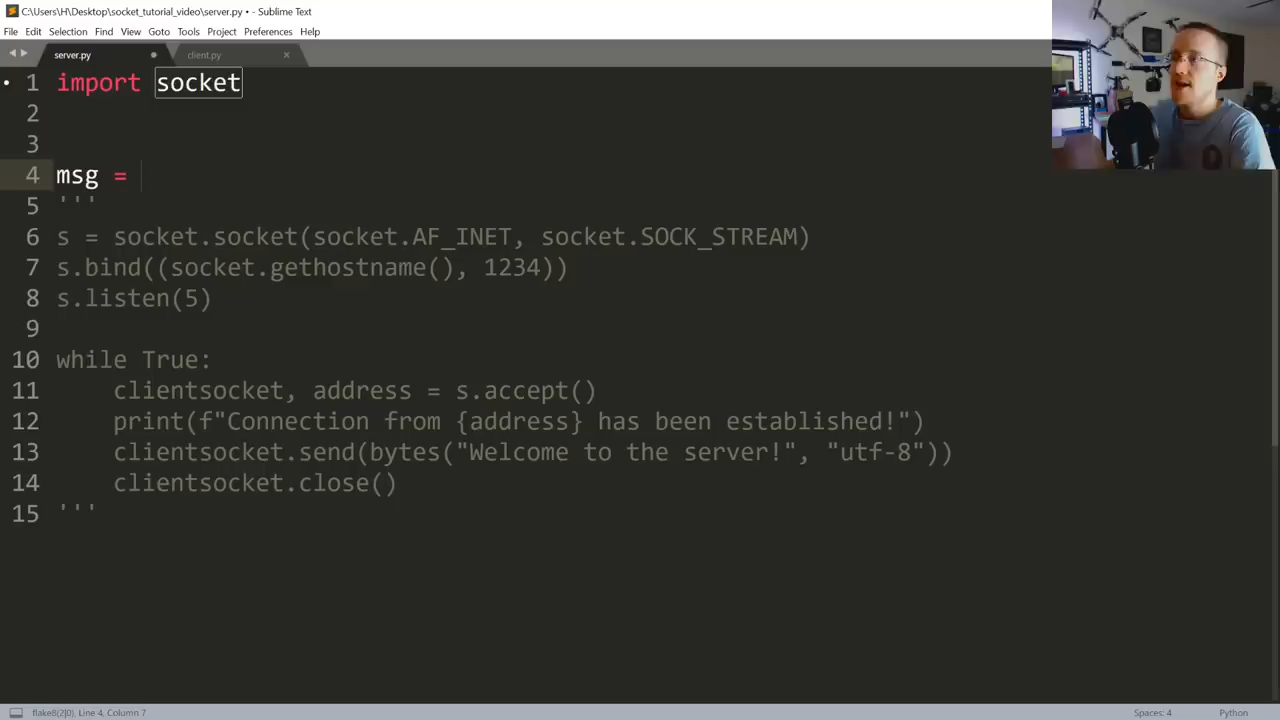 C:\Users\H\Desktop\socket_tutorial_video\server.py • - Sublime Text
File Edit Selection Find View Goto Tools Project Preferences Help
server.py client.py
1 import socket
2
3
4 msg =
5 '''
6 s = socket.socket(socket.AF_INET, socket.SOCK_STREAM)
7 s.bind((socket.gethostname(), 1234))
8 s.listen(5)
9
10 while True:
11     clientsocket, address = s.accept()
12     print(f"Connection from {address} has been established!")
13     clientsocket.send(bytes("Welcome to the server!", "utf-8"))
14     clientsocket.close()
15 '''
Line 4, Column 7 Spaces: 4 Python